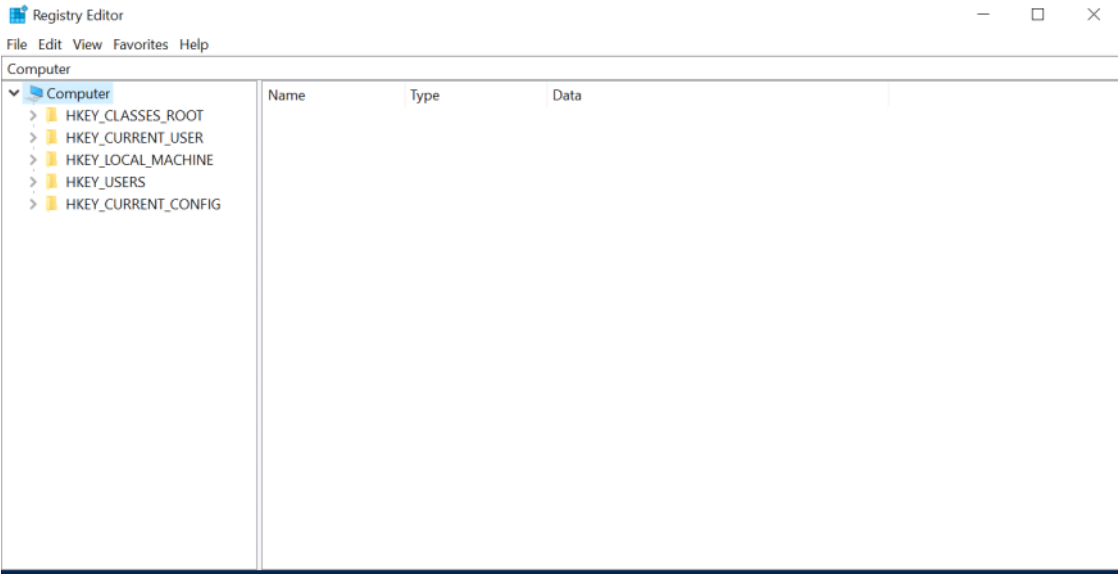 Registry Editor
File Edit View Favorites Help
Computer
Computer
HKEY_CLASSES_ROOT
HKEY_CURRENT_USER
HKEY_LOCAL_MACHINE
HKEY_USERS
HKEY_CURRENT_CONFIG
Name Type Data